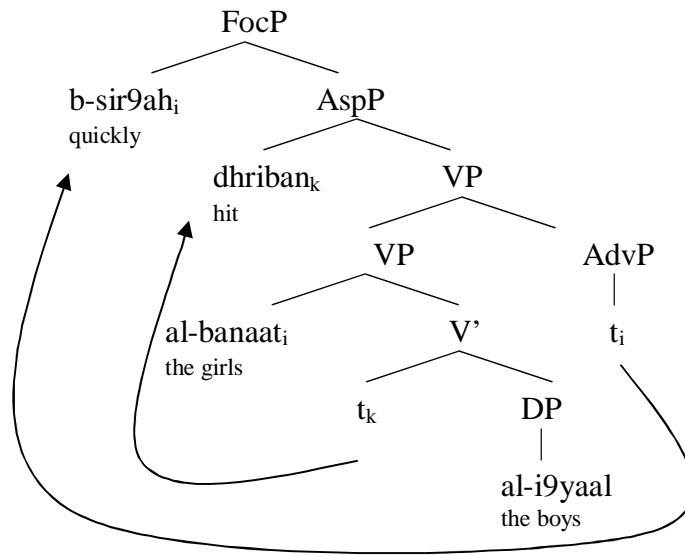 FocP
b-sir9ahi AspP
quickly
dhribank VP
hit
VP AdvP
al-banaati V’ ti
the girls
tk DP
al-i9yaal
the boys